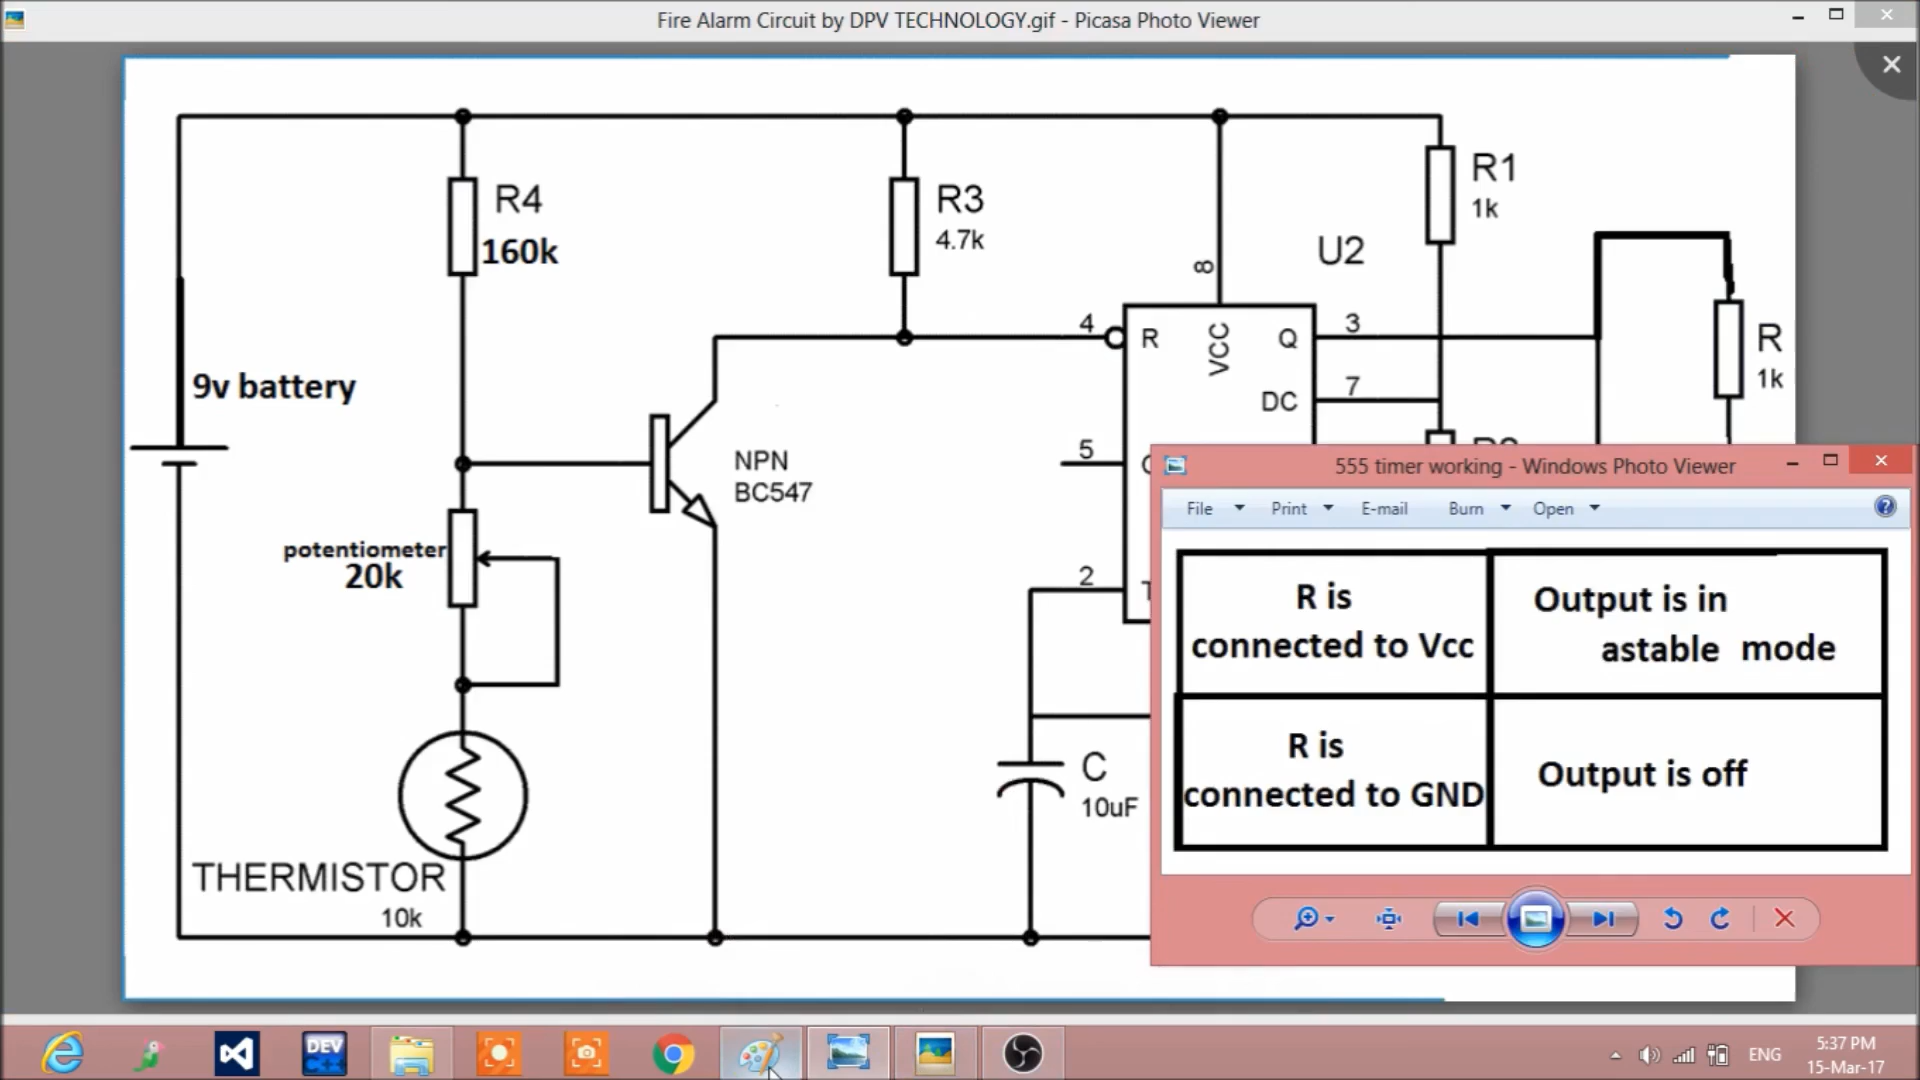 Fire Alarm Circuit by DPV TECHNOLOGY.gif - Picasa Photo Viewer
R4
160k
R3
4.7k
R1
1k
U2
8
9v battery
4
R
VCC
Q
3
DC
7
R
1k
5
NPN
BC547
potentiometer
20k
2
C
10uF
THERMISTOR
10k
555 timer working - Windows Photo Viewer
File
Print
E-mail
Burn
Open
R is
connected to Vcc
Output is in
astable mode
R is
connected to GND
Output is off
DEV
C++
ENG
5:37 PM
15-Mar-17